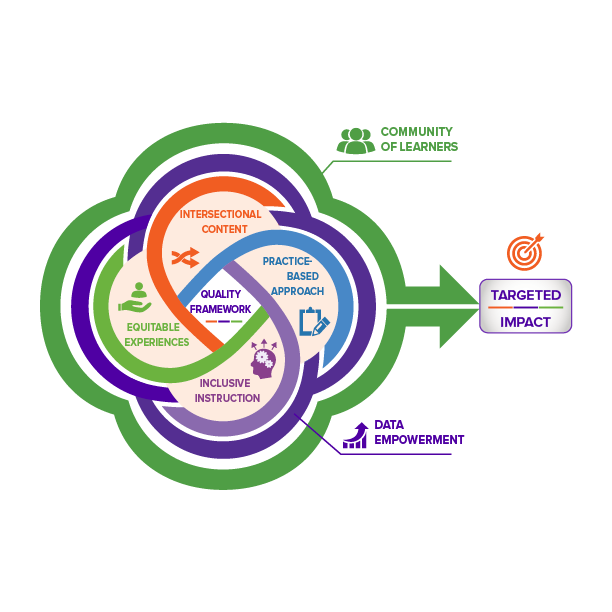 COMMUNITY
OF LEARNERS
INTERSECTIONAL
CONTENT
PRACTICE-
BASED
APPROACH
QUALITY
FRAMEWORK
EQUITABLE
EXPERIENCES
INCLUSIVE
INSTRUCTION
TARGETED
IMPACT
DATA
EMPOWERMENT